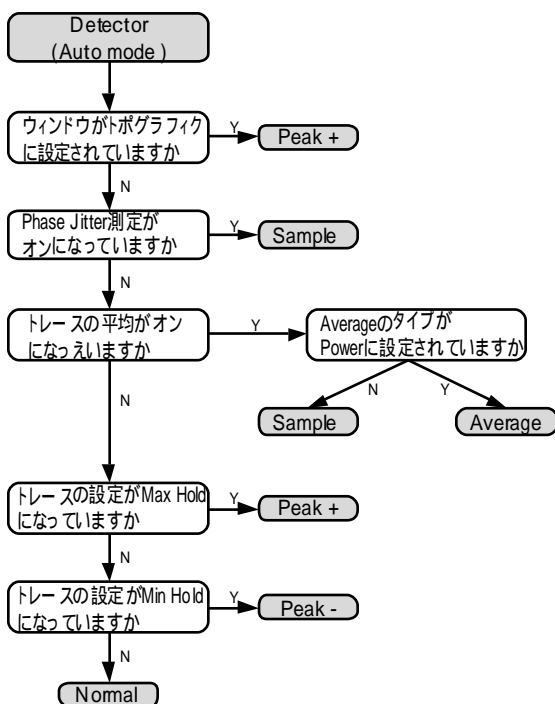 Detector
(Auto mode )
ウィンドウがトポグラフィク
に設定されていますか
Y
Peak +
N
Phase Jitter測定が
オンになっていますか
Y
Sample
N
トレースの平均がオン
になっえいますか
Y
Averageのタイプが
Powerに設定されていますか
N
N
Y
Sample
Average
トレースの設定がMax Hold
になっていますか
Y
Peak +
N
トレースの設定がMin Hold
になっていますか
Y
Peak -
N
Normal